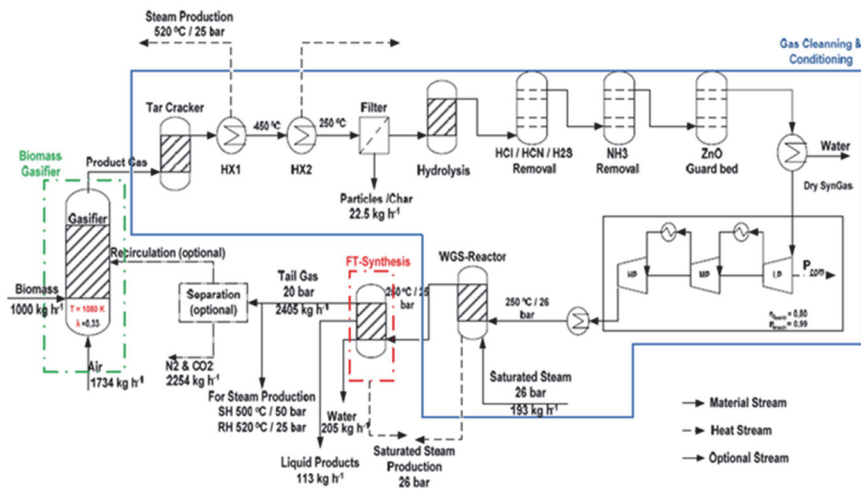 Steam Production
520 ºC / 25 bar
Gas Cleanning &
Conditioning
Tar Cracker
450 ºC
250 ºC
Filter
HX1
HX2
Hydrolysis
HCl / HCN / H2S
Removal
NH3
Removal
ZnO
Guard bed
Water
Dry SynGas
Particles /Char
22.5 kg h⁻¹
Biomass
Gasifier
Product Gas
Gasifier
T = 1080 K
λ =0,33
Biomass
1000 kg h⁻¹
Air
1734 kg h⁻¹
Recirculation (optional)
Separation
(optional)
N2 & CO2
2254 kg h⁻¹
Tail Gas
20 bar
2405 kg h⁻¹
FT-Synthesis
250 ºC / 25
bar
WGS-Reactor
250 ºC / 26
bar
HP
MP
LP
P
= 0,80
= 0,99
For Steam Production
SH 500 ºC / 50 bar
RH 520 ºC / 25 bar
Water
205 kg h⁻¹
Liquid Products
113 kg h⁻¹
Saturated Steam
26 bar
193 kg h⁻¹
Saturated Steam
Production
26 bar
Material Stream
Heat Stream
Optional Stream